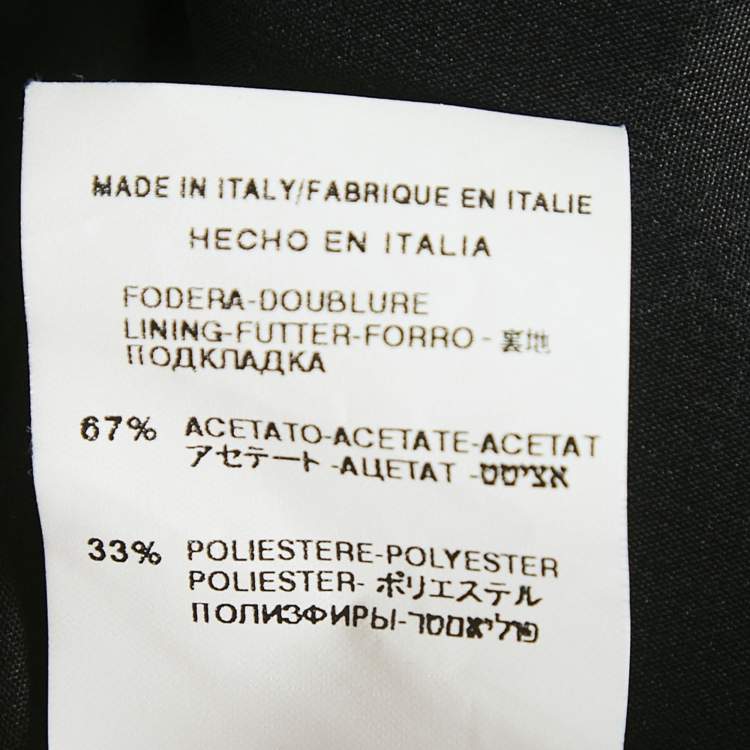 MADE IN ITALY/FABRIQUE EN ITALIE
HECHO EN ITALIA
FODERA-DOUBLURE
LINING-FUTTER-FORRO - 裏地
ПОДКЛАДКА
67% ACETATO-ACETATE-ACETAT
アセテート -АЦЕТАТ -אציטט
33% POLIESTERE-POLYESTER
POLIESTER- ポリエステル
ПОЛИЗФИРЫ-פוליאסטר